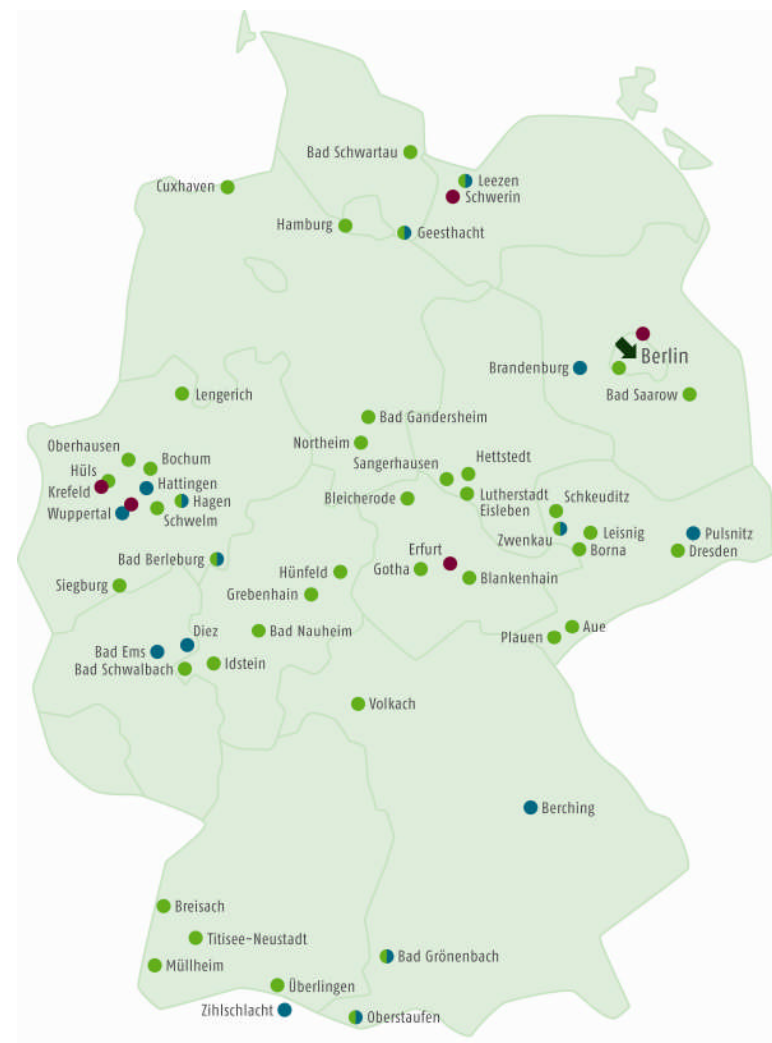 Bad Schwartau
Leezen
Cuxhaven
Schwerin
Hamburg
Geesthacht
Berlin
Brandenburg
Bad Saarow
Lengerich
Bad Gandersheim
Northeim
Oberhausen
Bochum
Hettstedt
Sangerhausen
Hüls
Hattingen
Krefeld
Hagen
Bleicherode
Lutherstadt
Eisleben
Schkeuditz
Wuppertal
Schwelm
Zwenkau
Leisnig
Pulsnitz
Borna
Dresden
Bad Berleburg
Erfurt
Hünfeld
Gotha
Blankenhain
Siegburg
Grebenhain
Diez
Bad Nauheim
Aue
Plauen
Bad Ems
Bad Schwalbach
Idstein
Volkach
Berching
Breisach
Titisee-Neustadt
Bad Grönenbach
Müllheim
Überlingen
Zihlschlacht
Oberstaufen